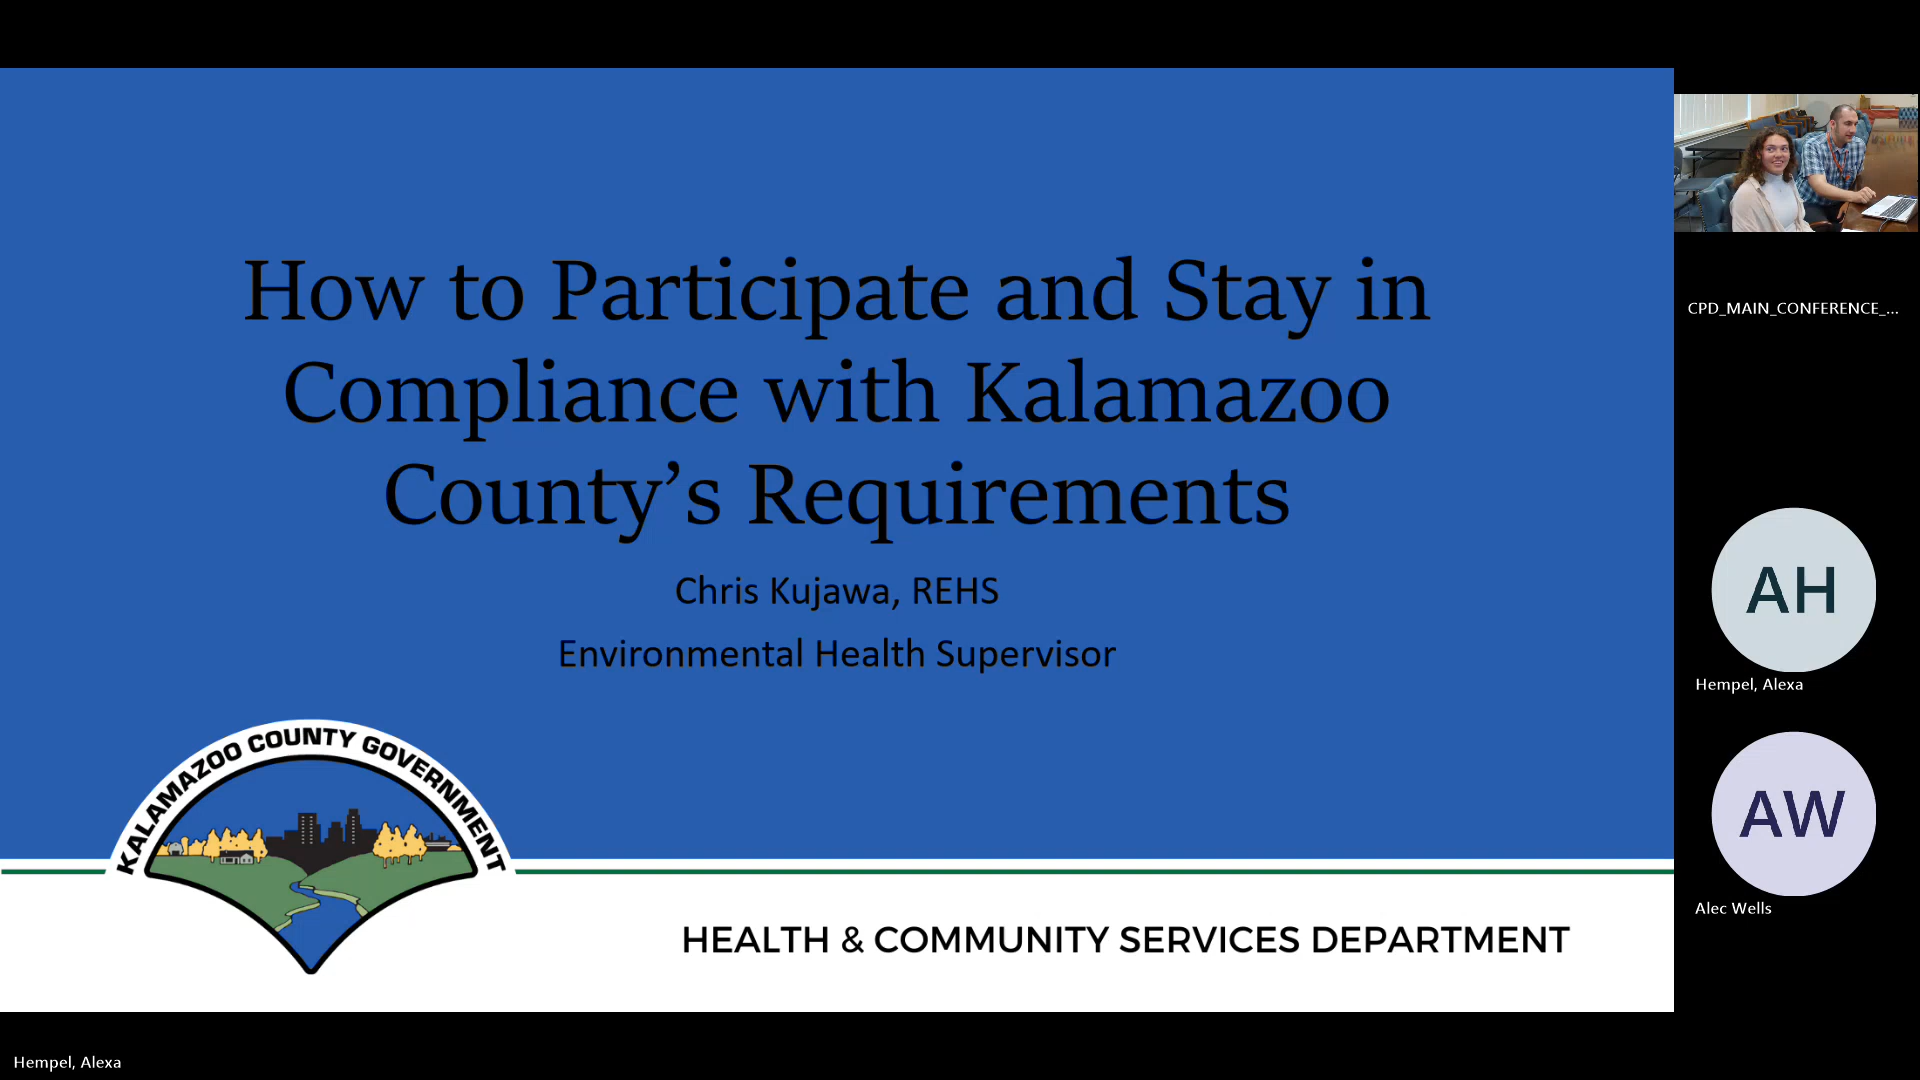 How to Participate and Stay in
Compliance with Kalamazoo
County’s Requirements
Chris Kujawa, REHS
Environmental Health Supervisor
KALAMAZOO COUNTY GOVERNMENT
HEALTH & COMMUNITY SERVICES DEPARTMENT
CPD_MAIN_CONFERENCE_...
AH
Hempel, Alexa
AW
Alec Wells
Hempel, Alexa